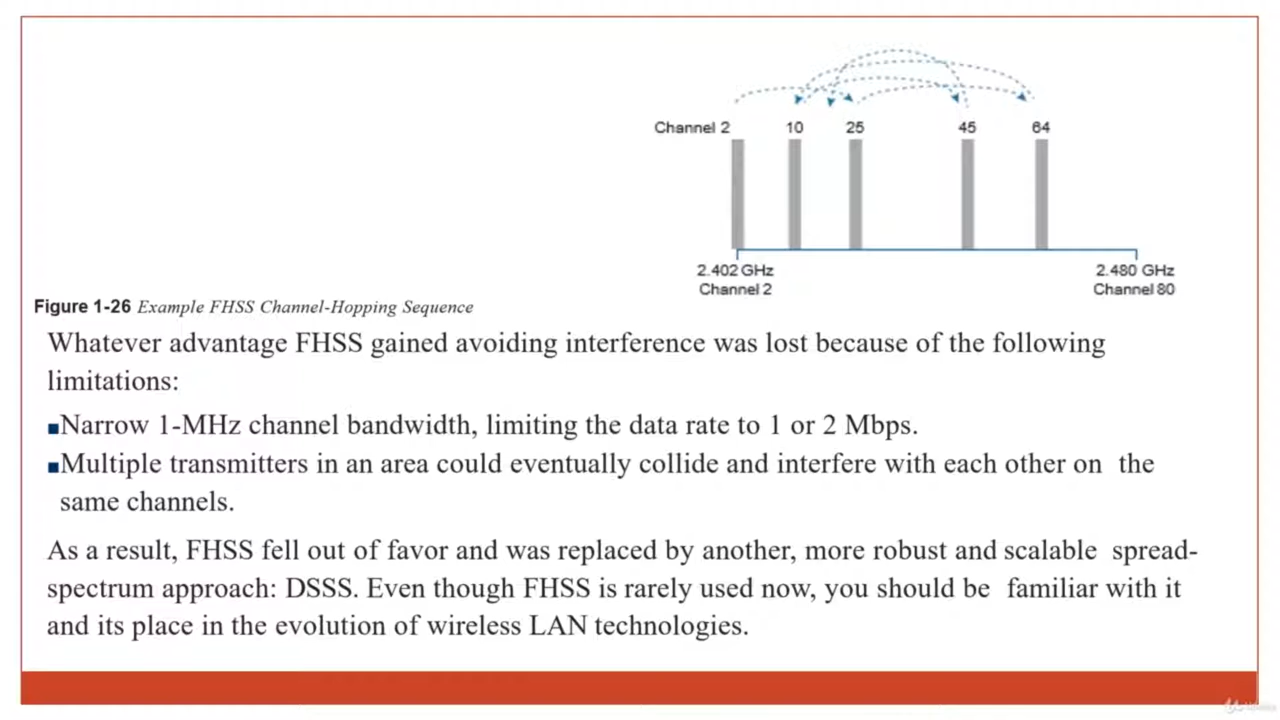 Channel 2 10 25 45 64
2.402 GHz 2.480 GHz
Channel 2 Channel 80
Figure 1-26 Example FHSS Channel-Hopping Sequence
Whatever advantage FHSS gained avoiding interference was lost because of the following
limitations:
■Narrow 1-MHz channel bandwidth, limiting the data rate to 1 or 2 Mbps.
■Multiple transmitters in an area could eventually collide and interfere with each other on the
same channels.
As a result, FHSS fell out of favor and was replaced by another, more robust and scalable spread-
spectrum approach: DSSS. Even though FHSS is rarely used now, you should be familiar with it
and its place in the evolution of wireless LAN technologies.